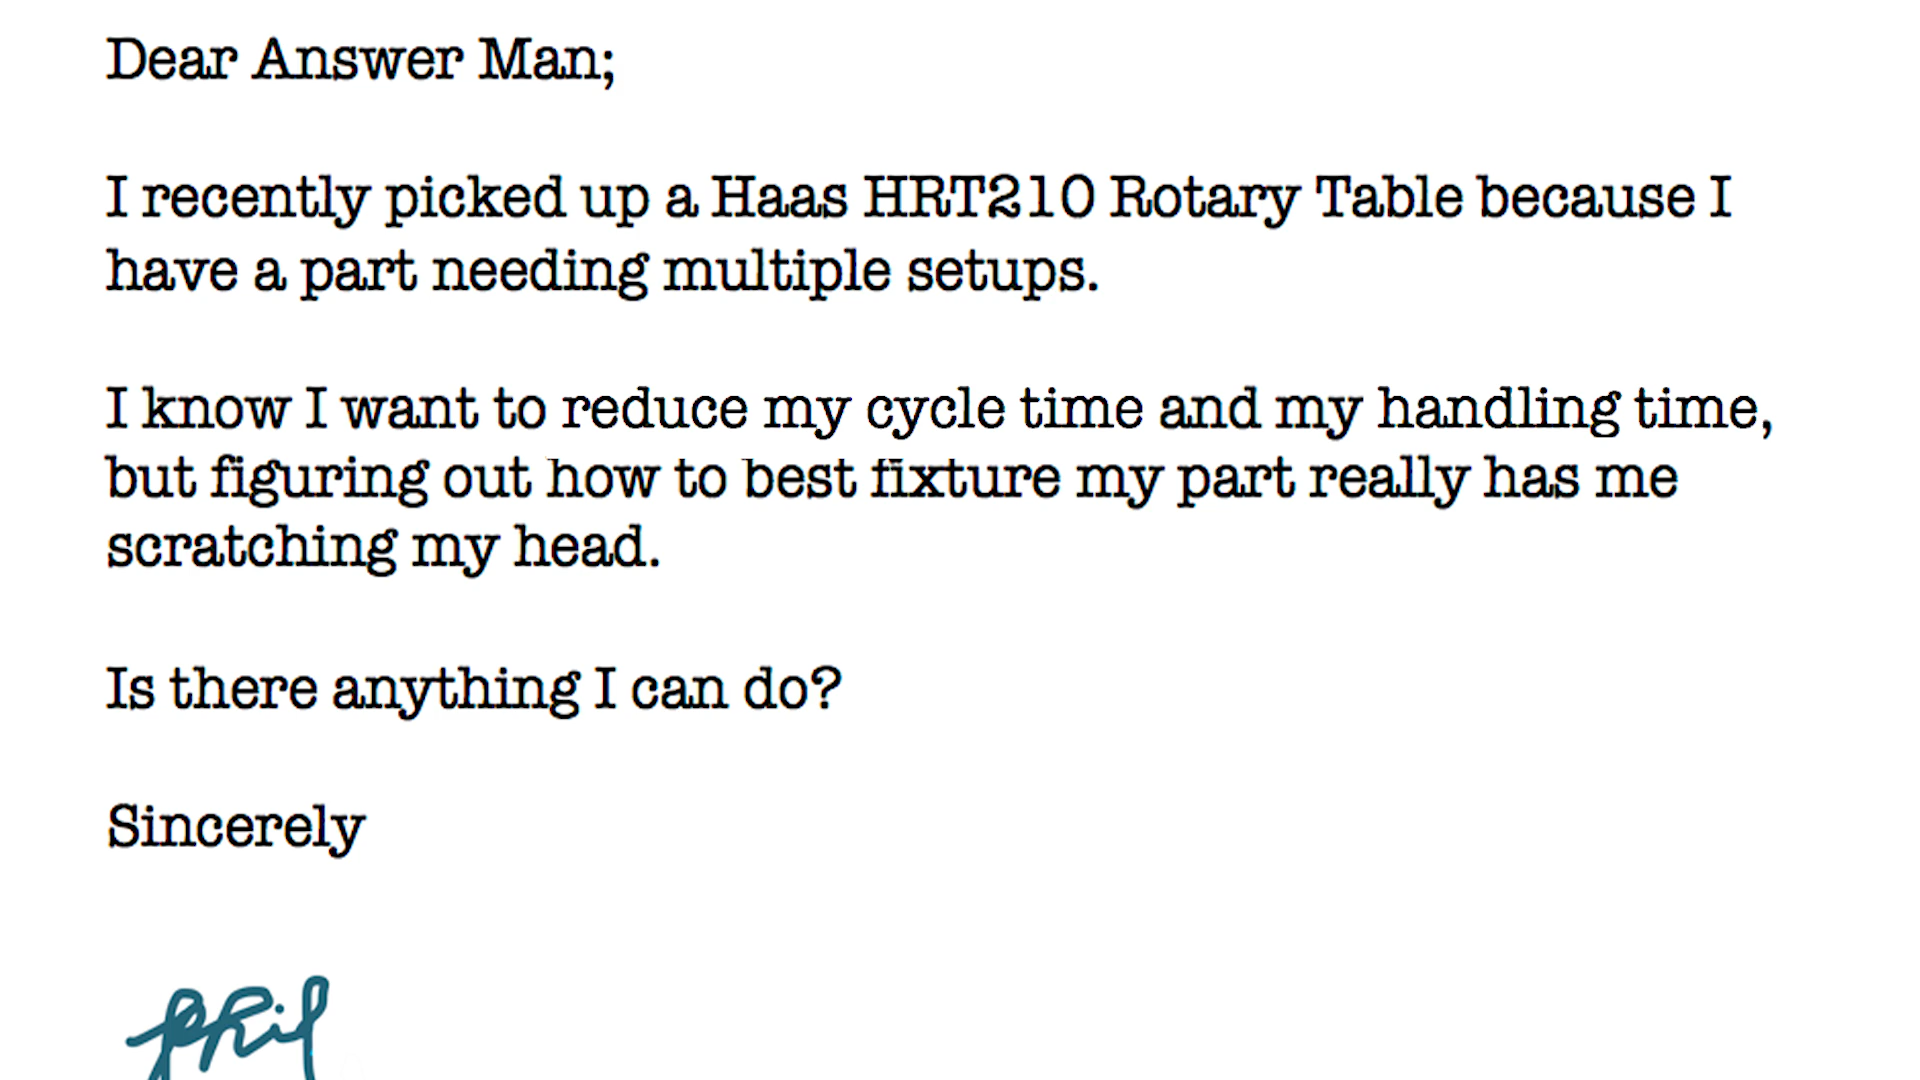 Dear Answer Man;
I recently picked up a Haas HRT210 Rotary Table because I
have a part needing multiple setups.
I know I want to reduce my cycle time and my handling time,
but figuring out how to best fixture my part really has me
scratching my head.
Is there anything I can do?
Sincerely
Phil